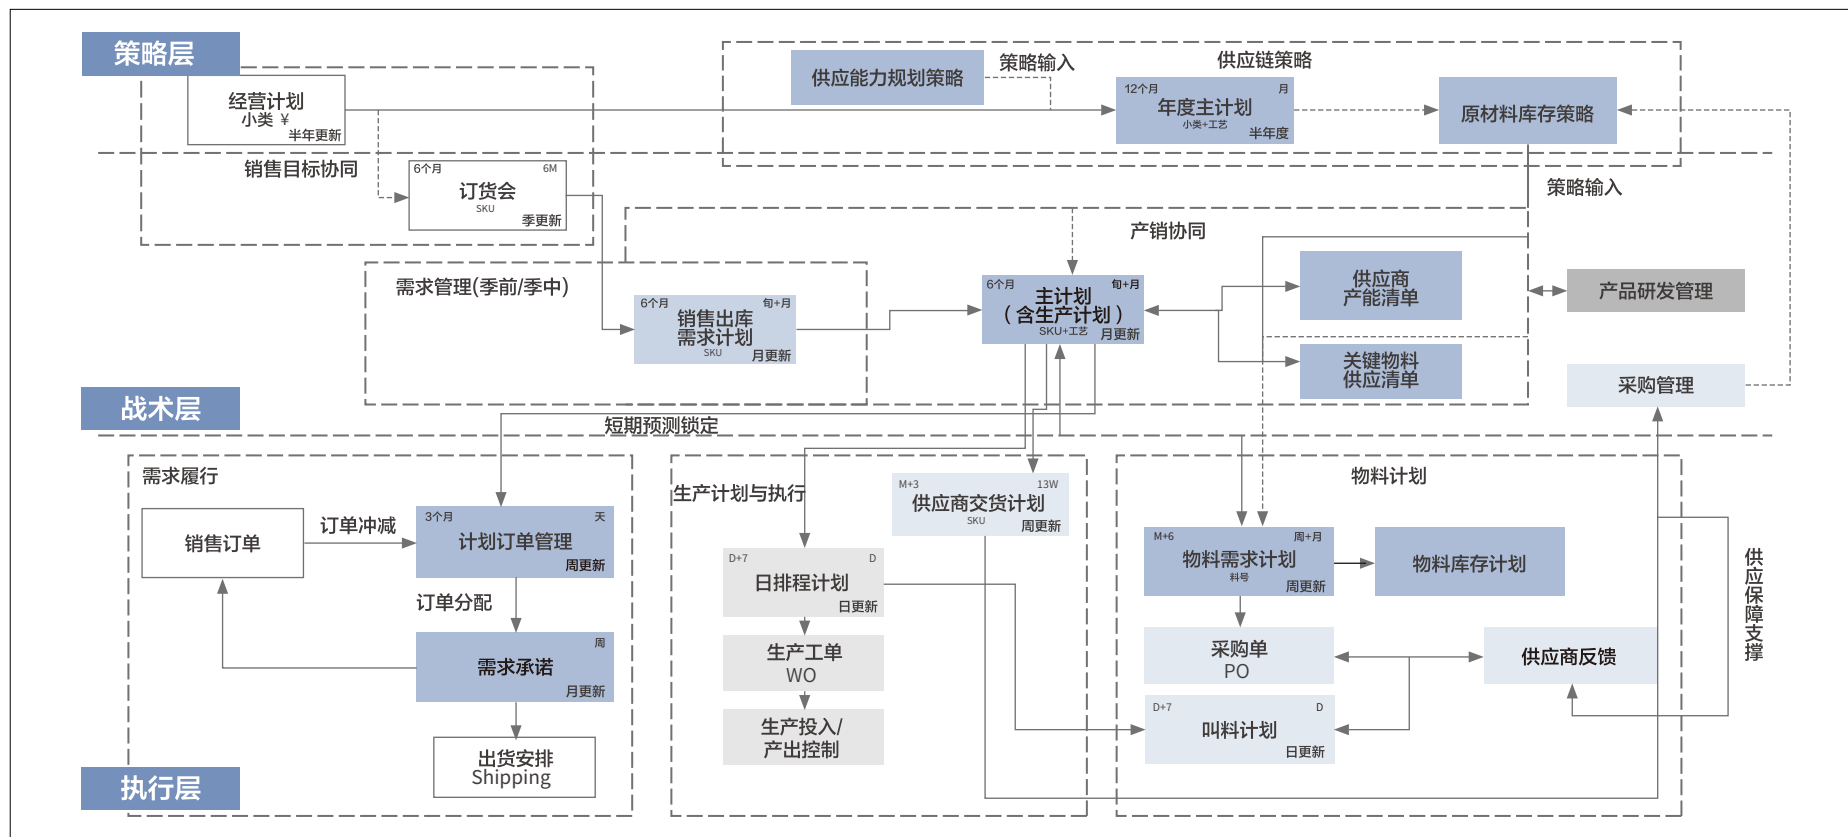 策略层
经营计划
小类 ¥
半年更新
供应能力规划策略
策略输入
供应链策略
12个月
月
年度主计划
小类+工艺
半年度
原材料库存策略
销售目标协同
6个月
6M
订货会
SKU
季更新
策略输入
产销协同
需求管理(季前/季中)
6个月
旬+月
销售出库
需求计划
SKU
月更新
6个月
旬+月
主计划
（含生产计划）
SKU+工艺
月更新
供应商
产能清单
产品研发管理
关键物料
供应清单
采购管理
战术层
短期预测锁定
需求履行
销售订单
订单冲减
3个月
天
计划订单管理
周更新
订单分配
周
需求承诺
月更新
出货安排
Shipping
生产计划与执行
M+3
13W
供应商交货计划
SKU
周更新
D+7
D
日排程计划
日更新
生产工单
WO
生产投入/
产出控制
物料计划
M+6
周+月
物料需求计划
料号
周更新
物料库存计划
采购单
PO
供应商反馈
D+7
D
叫料计划
日更新
供应保障支撑
执行层